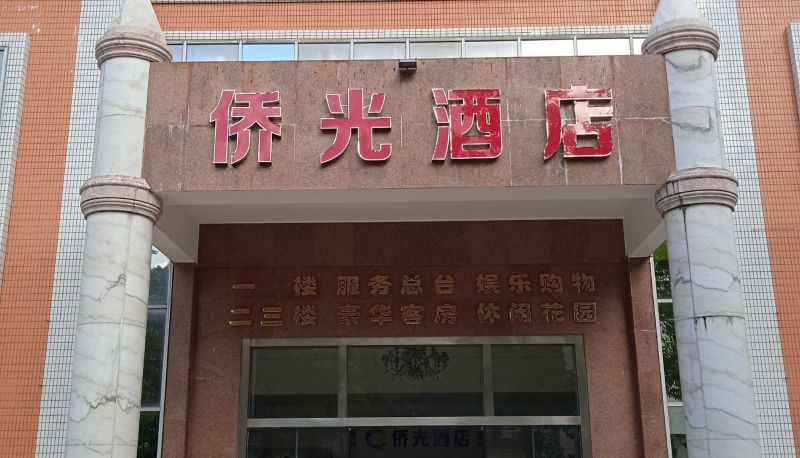 侨光酒店
一 楼 服务总台 娱乐购物
二三楼 豪华客房 休闲花园
侨光酒店